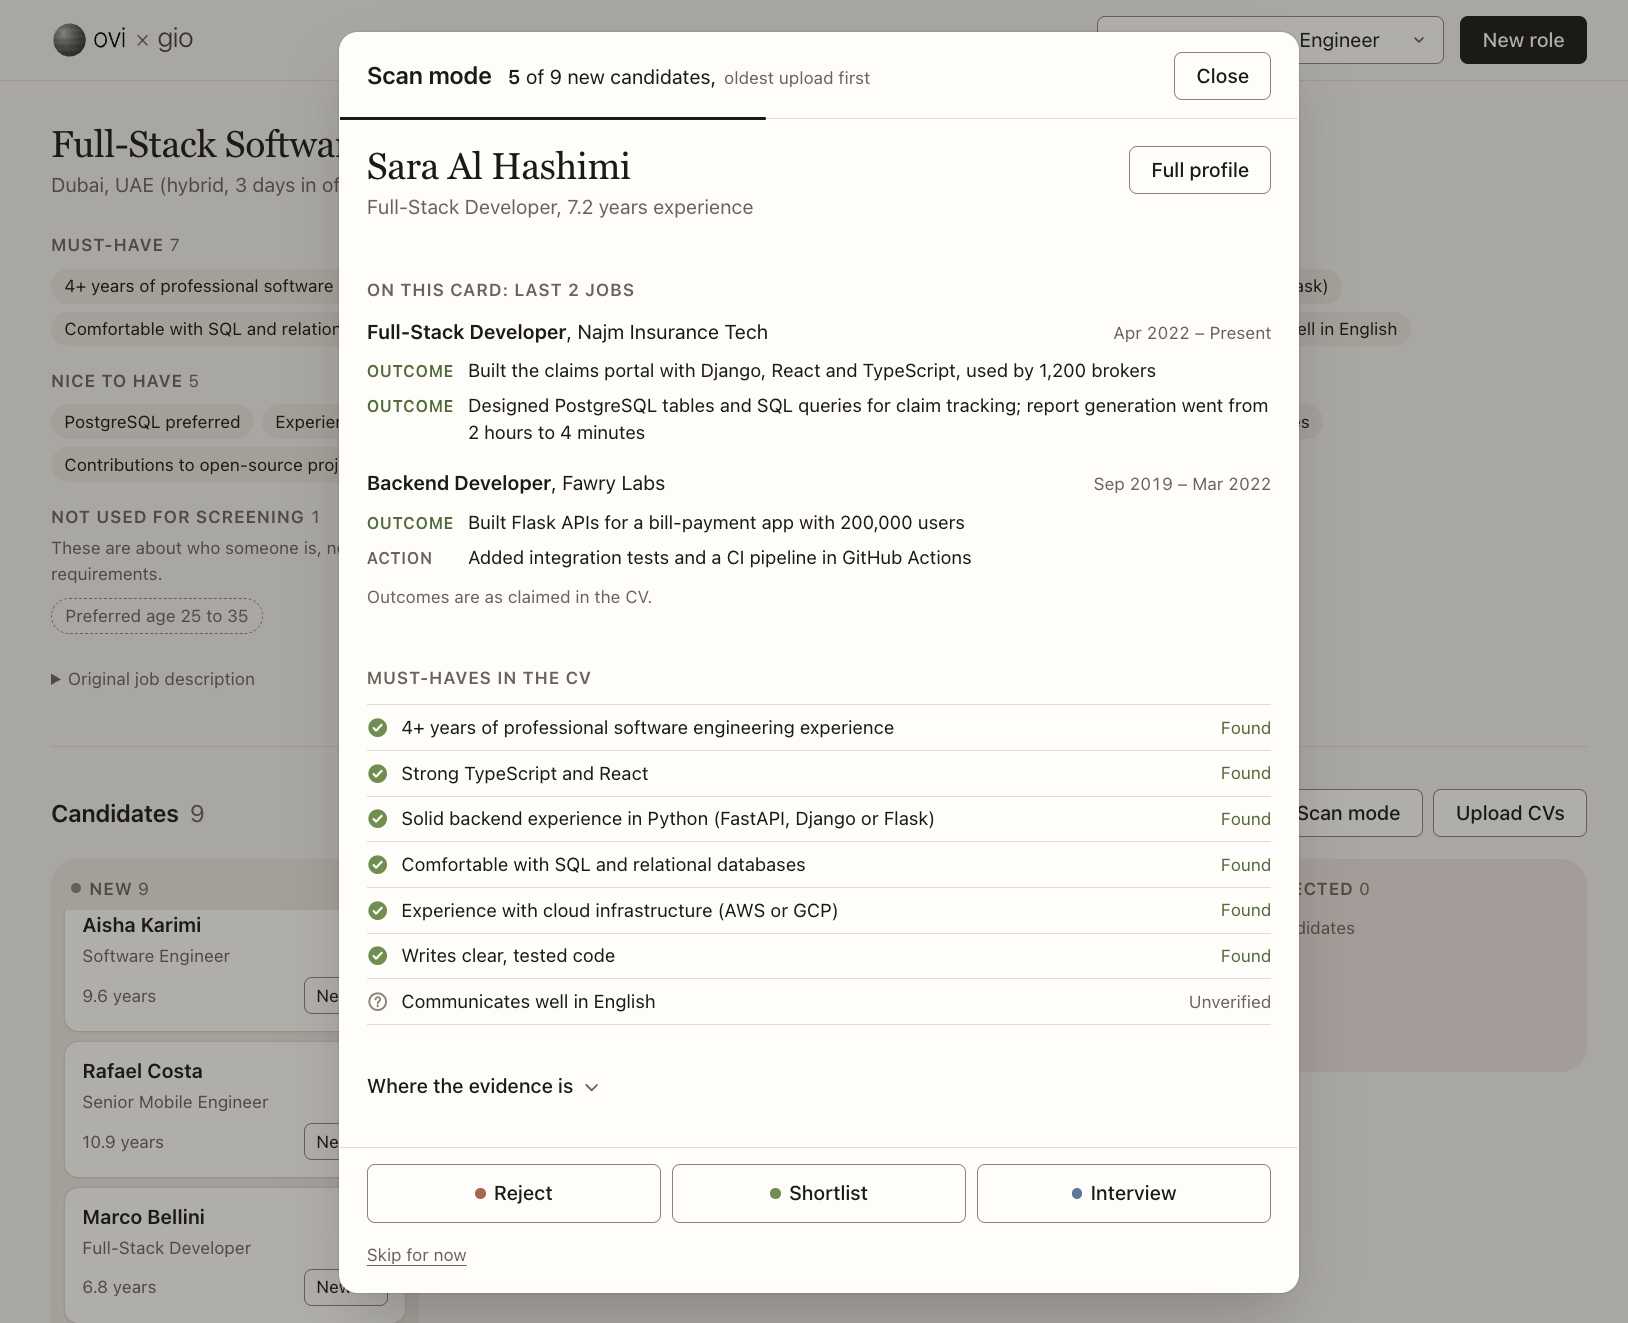 ovi × gio
Engineer
New role
Full-Stack Softwa
Dubai, UAE (hybrid, 3 days in of
MUST-HAVE 7
4+ years of professional software
ask)
Comfortable with SQL and relation
ell in English
NICE TO HAVE 5
PostgreSQL preferred
Experie
es
Contributions to open-source proj
NOT USED FOR SCREENING 1
These are about who someone is, n
requirements.
Preferred age 25 to 35
Original job description
Candidates 9
Scan mode
Upload CVs
NEW 9
Aisha Karimi
Software Engineer
9.6 years
Ne
Rafael Costa
Senior Mobile Engineer
10.9 years
Ne
Marco Bellini
Full-Stack Developer
6.8 years
New
ECTED 0
didates
Scan mode 5 of 9 new candidates, oldest upload first
Close
Sara Al Hashimi
Full profile
Full-Stack Developer, 7.2 years experience
ON THIS CARD: LAST 2 JOBS
Full-Stack Developer, Najm Insurance Tech
Apr 2022 – Present
OUTCOME Built the claims portal with Django, React and TypeScript, used by 1,200 brokers
OUTCOME Designed PostgreSQL tables and SQL queries for claim tracking; report generation went from
2 hours to 4 minutes
Backend Developer, Fawry Labs
Sep 2019 – Mar 2022
OUTCOME Built Flask APIs for a bill-payment app with 200,000 users
ACTION Added integration tests and a CI pipeline in GitHub Actions
Outcomes are as claimed in the CV.
MUST-HAVES IN THE CV
4+ years of professional software engineering experience Found
Strong TypeScript and React Found
Solid backend experience in Python (FastAPI, Django or Flask) Found
Comfortable with SQL and relational databases Found
Experience with cloud infrastructure (AWS or GCP) Found
Writes clear, tested code Found
Communicates well in English Unverified
Where the evidence is
Reject
Shortlist
Interview
Skip for now